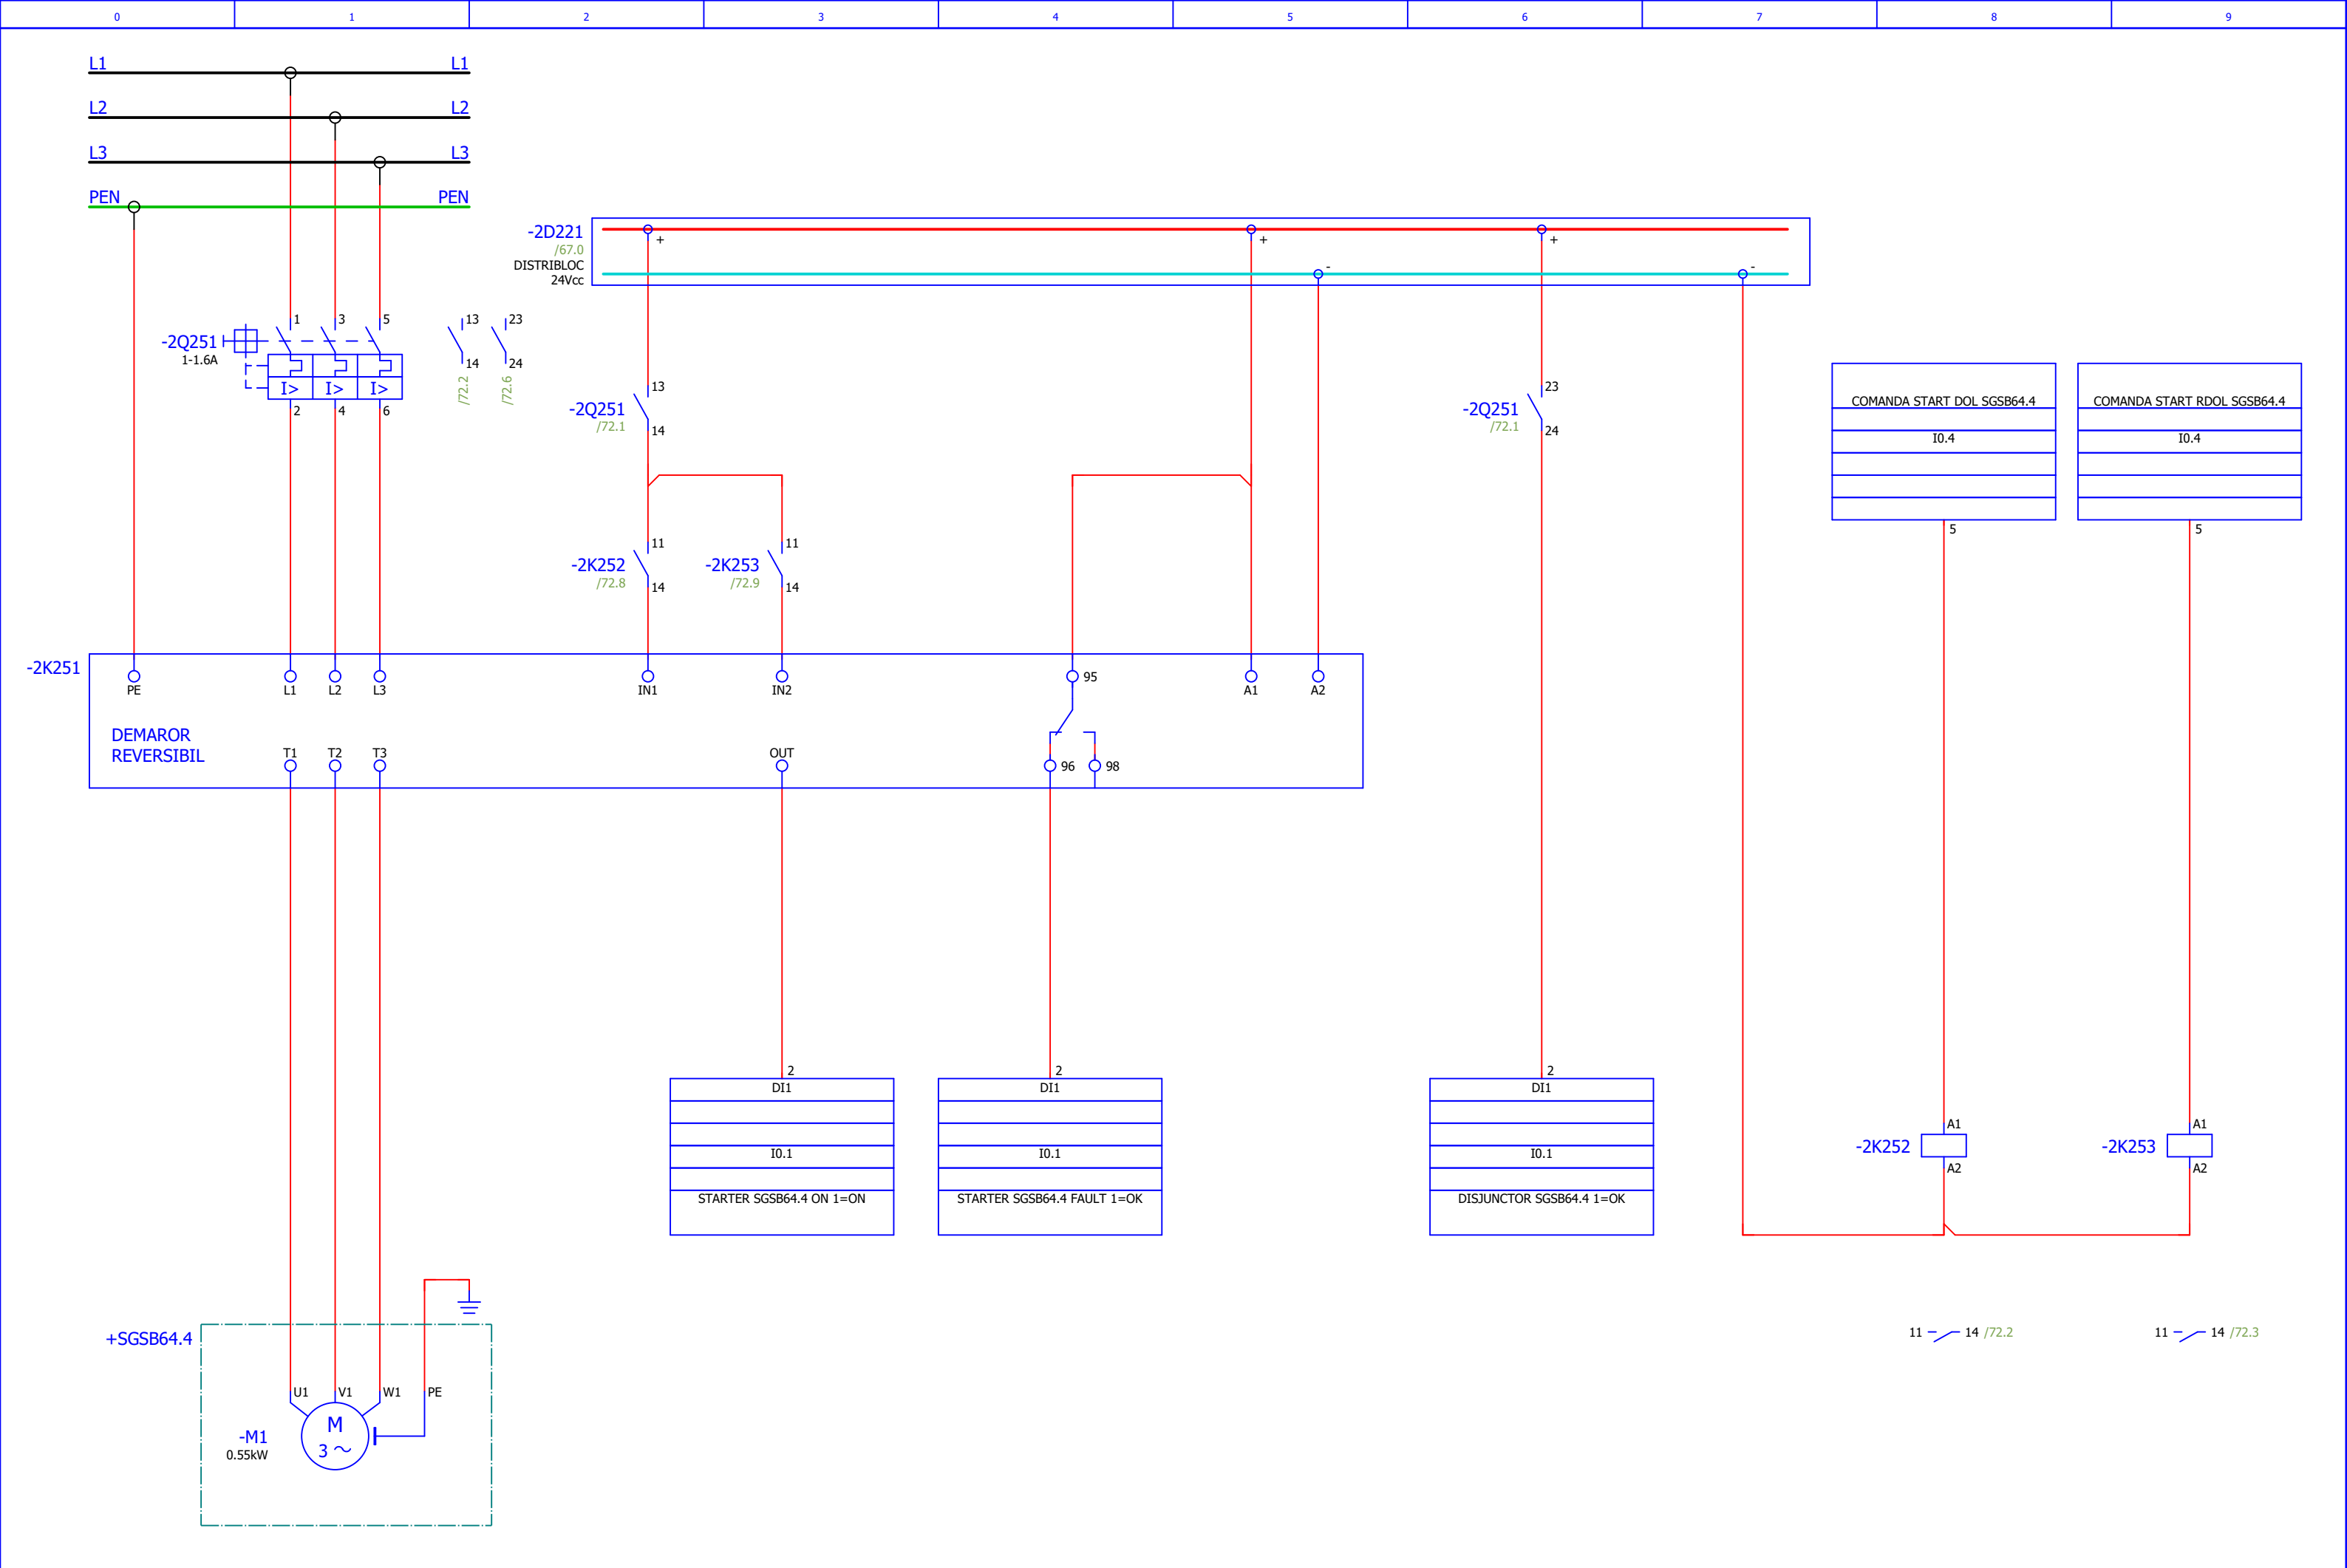 0 1 2 3 4 5 6 7 8 9
L1 L1
L2 L2
L3 L3
PEN PEN
-2D221
/67.0
DISTRIBLOC
24Vcc
+ + +
- -
-2Q251
1-1.6A
1 3 5
I> I> I>
2 4 6
13
14
/72.2
23
24
/72.6
-2Q251
/72.1
13
14
-2Q251
/72.1
23
24
COMANDA START DOL SGSB64.4
I0.4
5
COMANDA START RDOL SGSB64.4
I0.4
5
-2K252
/72.8
11
14
-2K253
/72.9
11
14
-2K251
PE L1 L2 L3 IN1 IN2 95 A1 A2
DEMAROR
REVERSIBIL
T1 T2 T3 OUT 96 98
2
DI1
I0.1
STARTER SGSB64.4 ON 1=ON
2
DI1
I0.1
STARTER SGSB64.4 FAULT 1=OK
2
DI1
I0.1
DISJUNCTOR SGSB64.4 1=OK
-2K252
A1
A2
-2K253
A1
A2
11 14 /72.2
11 14 /72.3
+SGSB64.4
U1 V1 W1 PE
-M1
0.55kW
M
3 ~